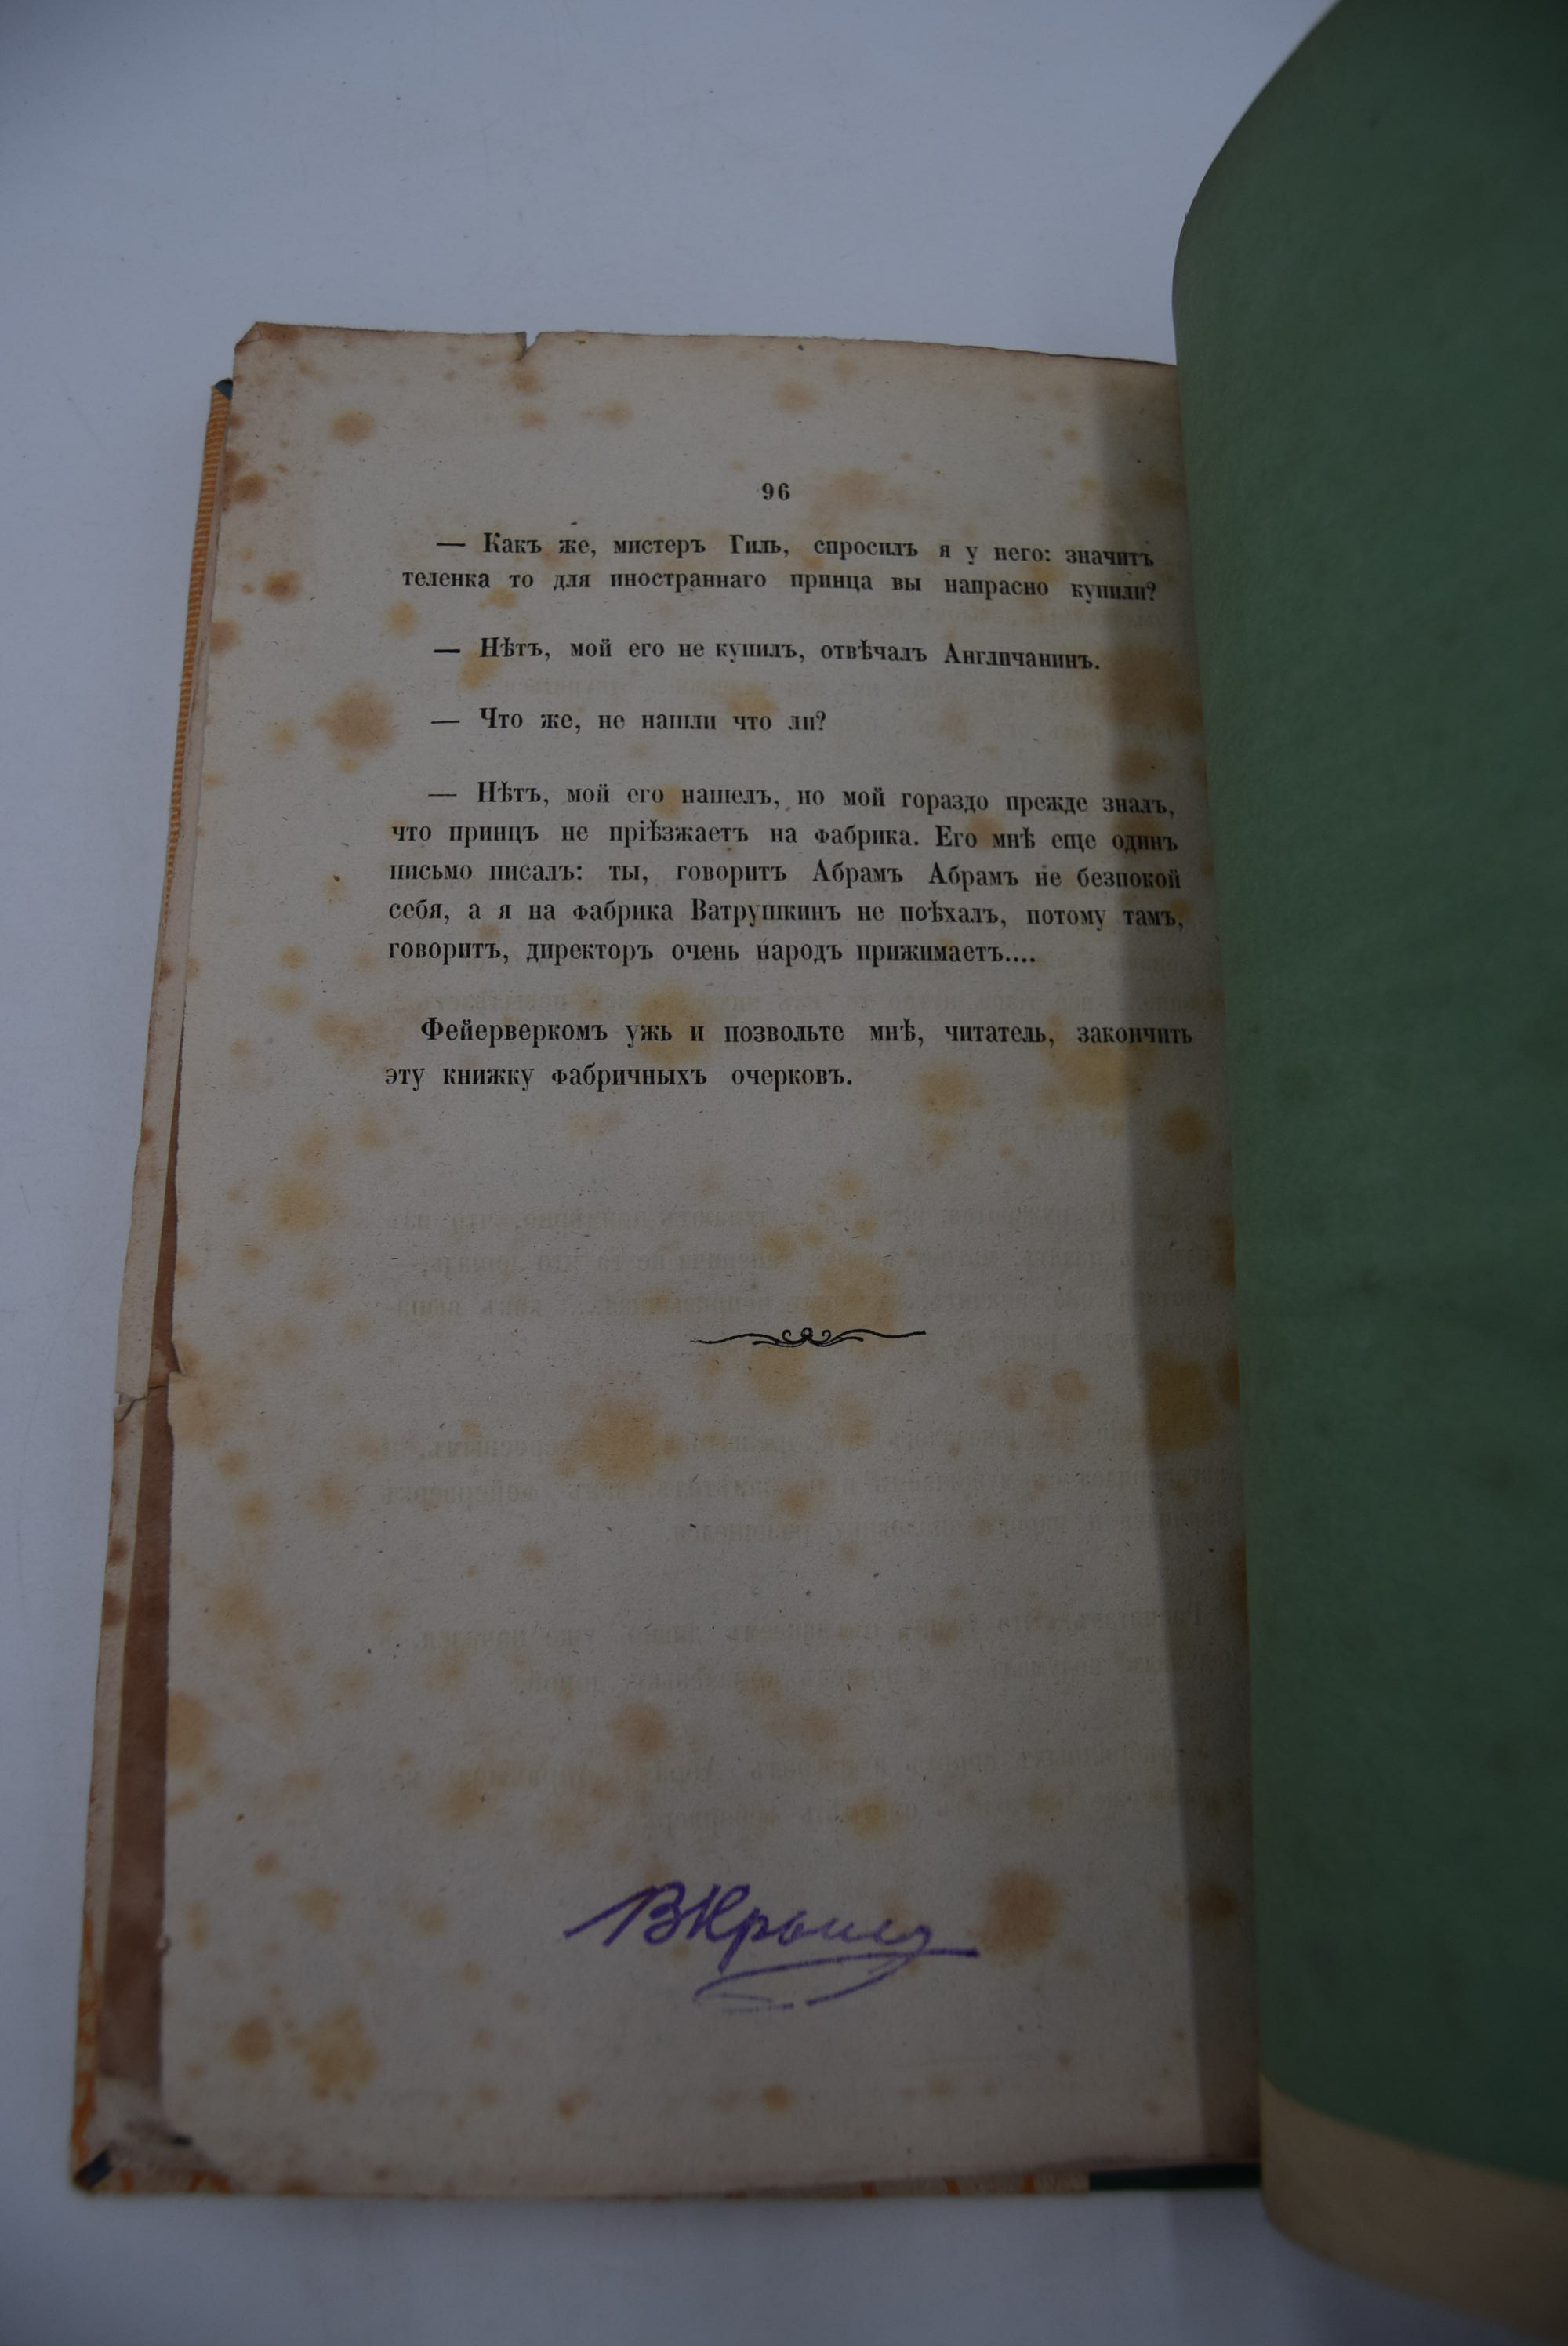 96
— Какъ же, мистеръ Гиль, спросилъ я у него: значитъ
теленка то для иностраннаго принца вы напрасно купили?
— Нѣтъ, мой его не купилъ, отвѣчалъ Англичанинъ.
— Что же, не нашли что ли?
— Нѣтъ, мой его нашелъ, но мой гораздо прежде зналъ,
что принцъ не пріѣзжаетъ на фабрика. Его мнѣ еще одинъ
письмо писалъ: ты, говоритъ Абрамъ Абрамъ не безпокой
себя, а я на фабрика Ватрушкинъ не поѣхалъ, потому тамъ,
говоритъ, директоръ очень народъ прижимаетъ....
Фейерверкомъ ужь и позвольте мнѣ, читатель, закончить
эту книжку фабричныхъ очерковъ.